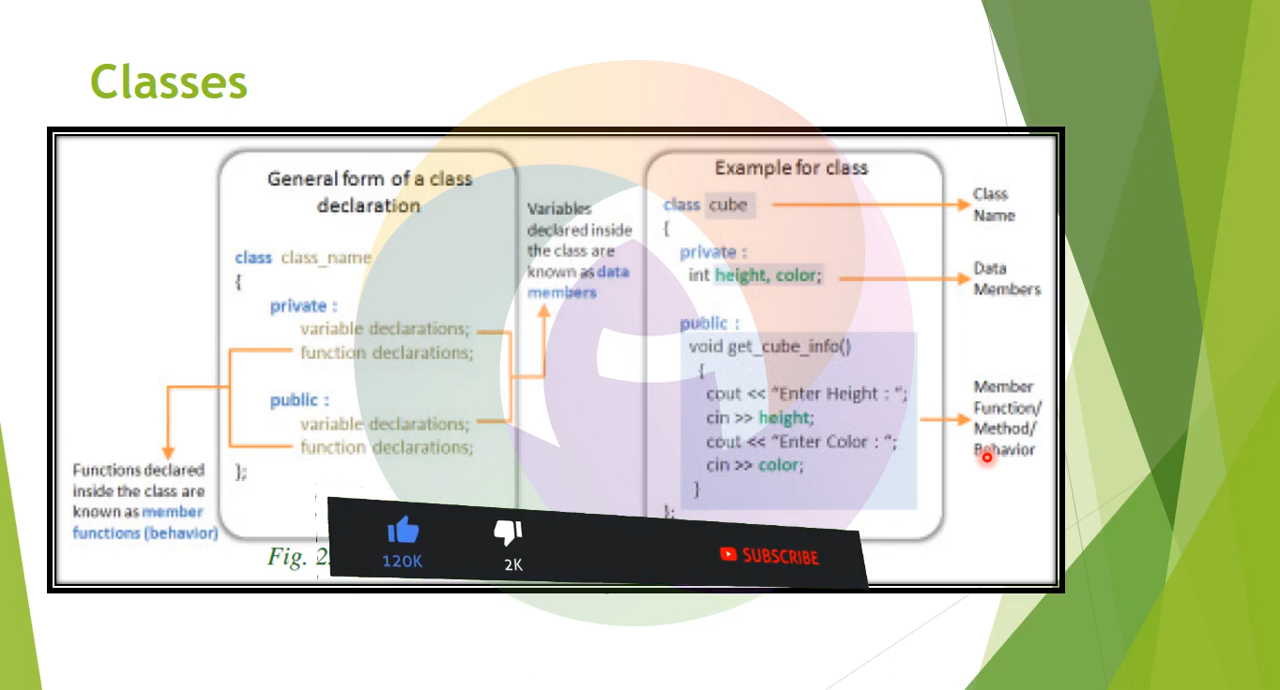 Classes
General form of a class
declaration
class class_name
{
private :
variable declarations;
function declarations;
public :
variable declarations;
function declarations;
};
Functions declared
inside the class are
known as member
functions (behavior)
Variables
declared inside
the class are
known as data
members
Example for class
class cube
{
private :
int height, color;
public :
void get_cube_info()
{
cout << "Enter Height : ";
cin >> height;
cout << "Enter Color : ";
cin >> color;
}
};
Class
Name
Data
Members
Member
Function/
Method/
Behavior
Fig. 2
120K
2K
SUBSCRIBE